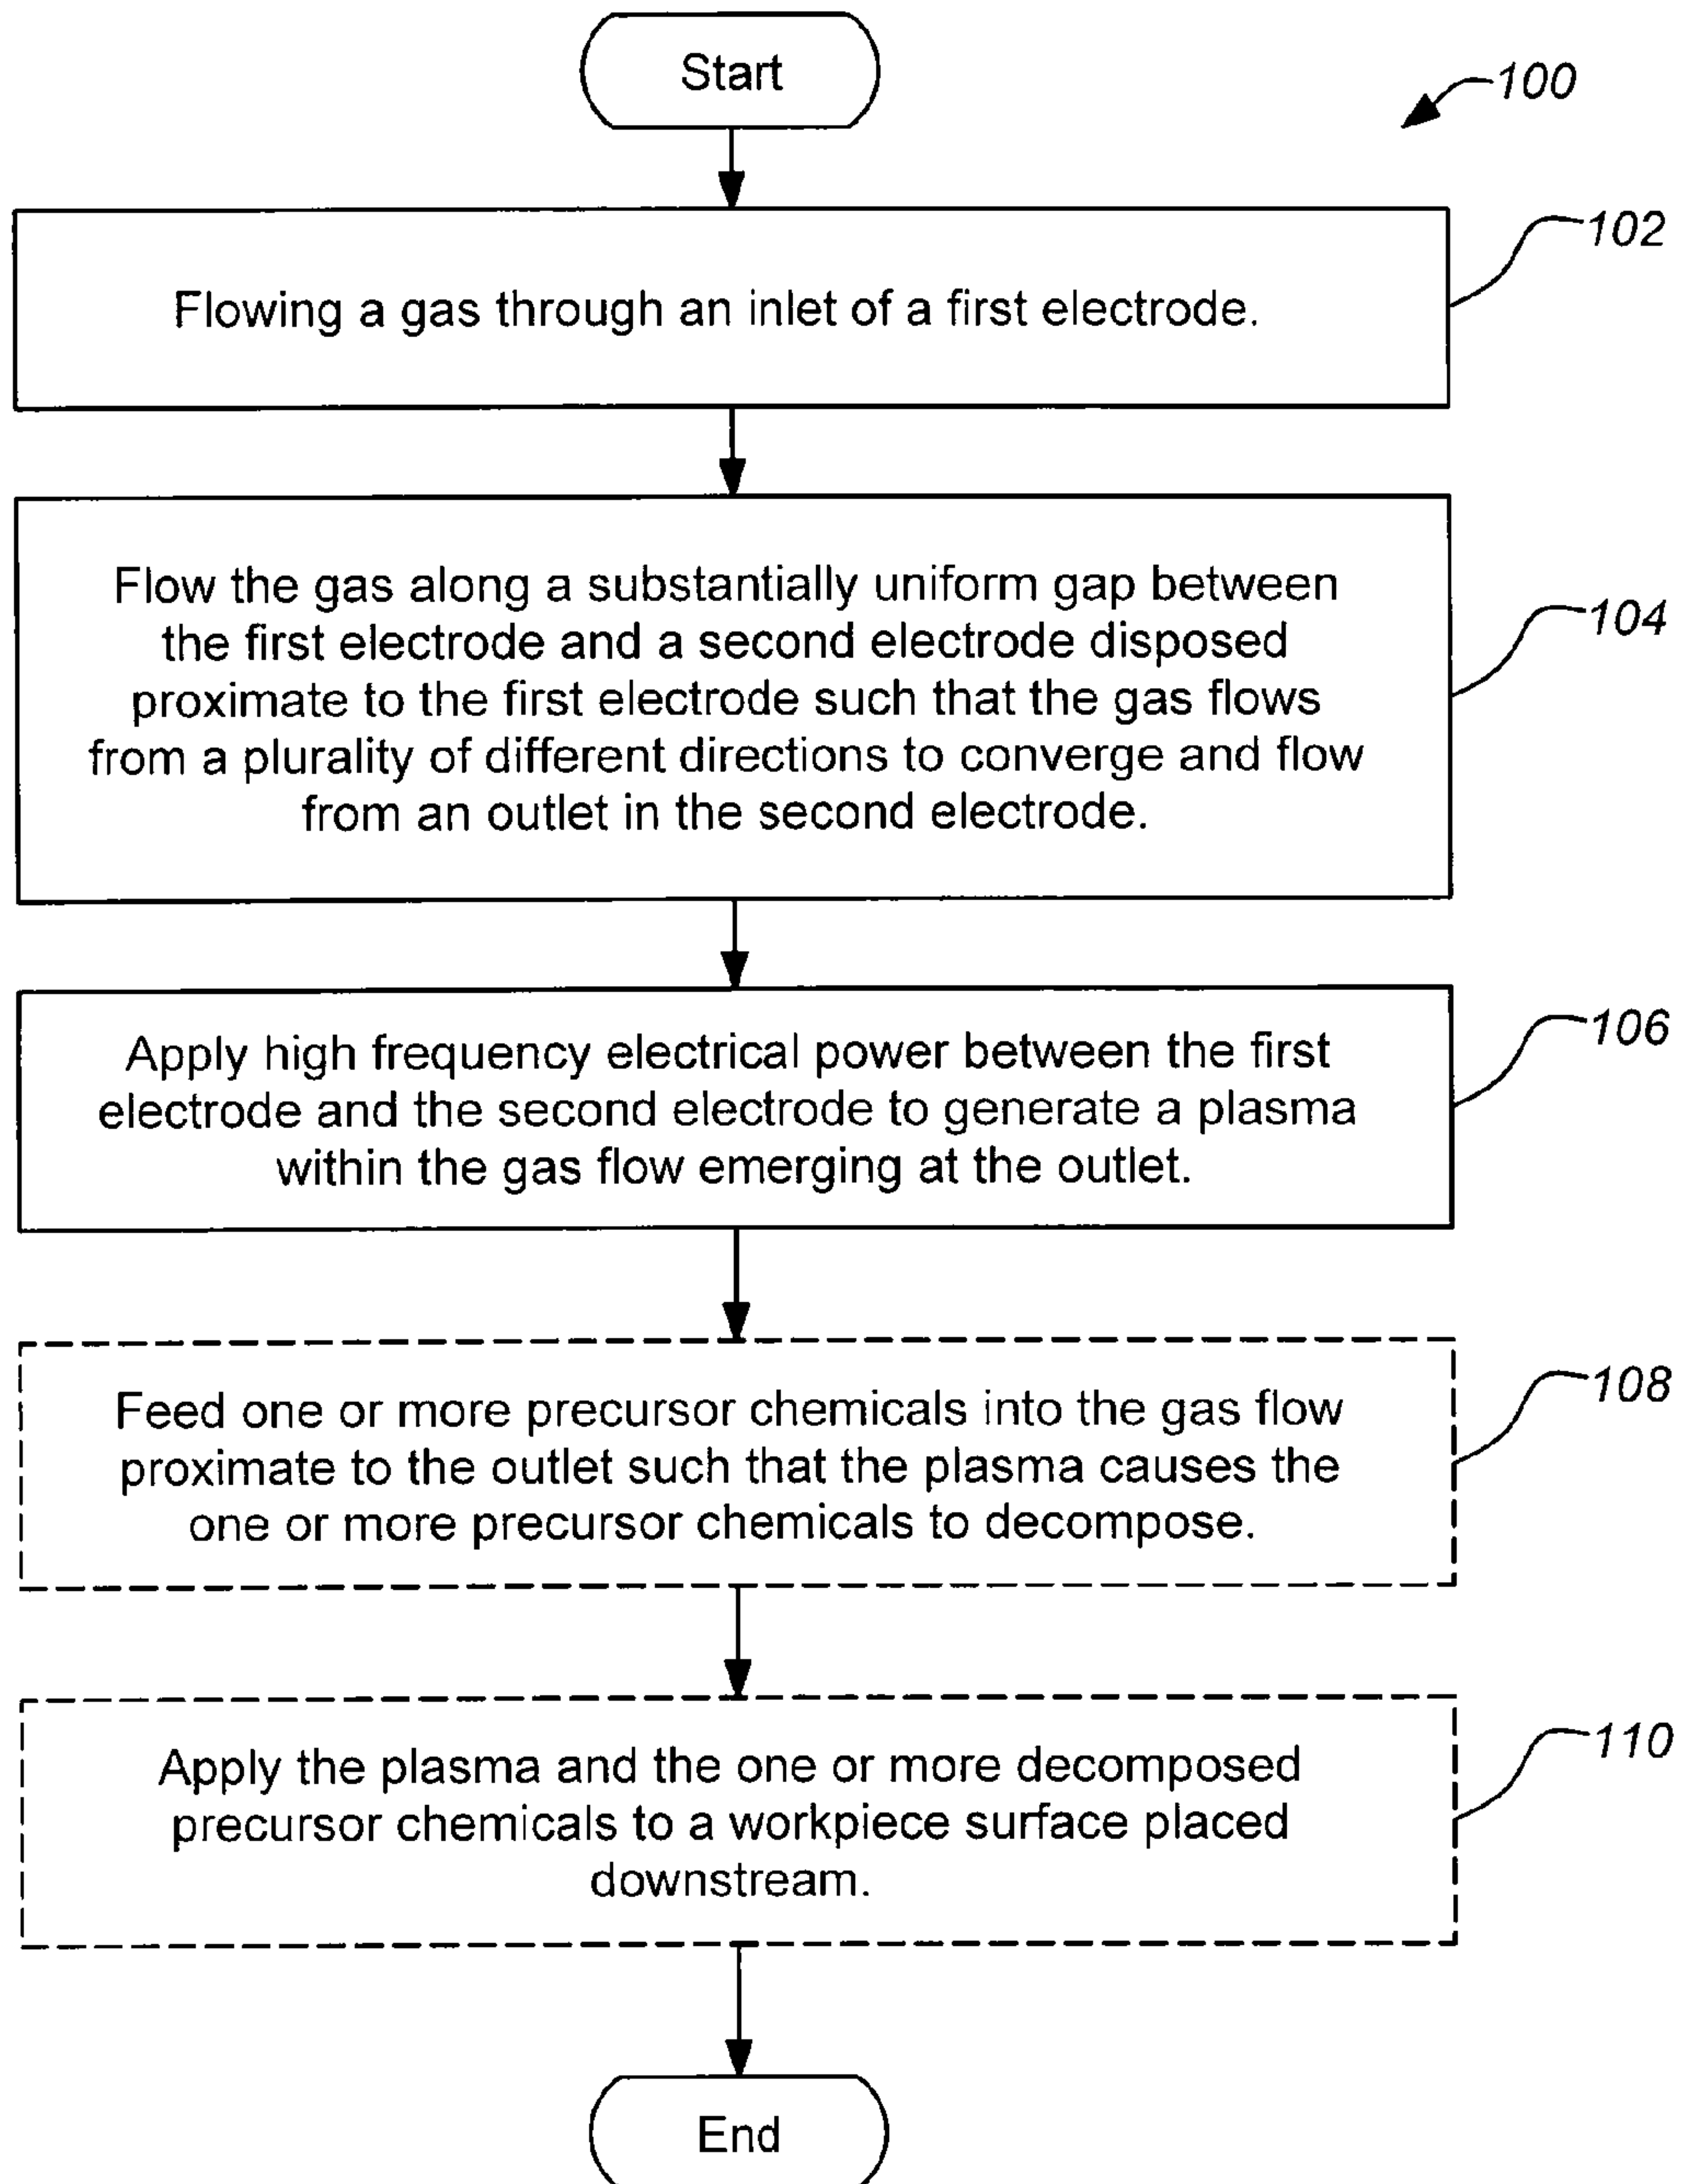 Start
100
102
Flowing a gas through an inlet of a first electrode.
Flow the gas along a substantially uniform gap between
the first electrode and a second electrode disposed
proximate to the first electrode such that the gas flows
from a plurality of different directions to converge and flow
from an outlet in the second electrode.
104
Apply high frequency electrical power between the first
electrode and the second electrode to generate a plasma
within the gas flow emerging at the outlet.
106
Feed one or more precursor chemicals into the gas flow
proximate to the outlet such that the plasma causes the
one or more precursor chemicals to decompose.
108
Apply the plasma and the one or more decomposed
precursor chemicals to a workpiece surface placed
downstream.
110
End